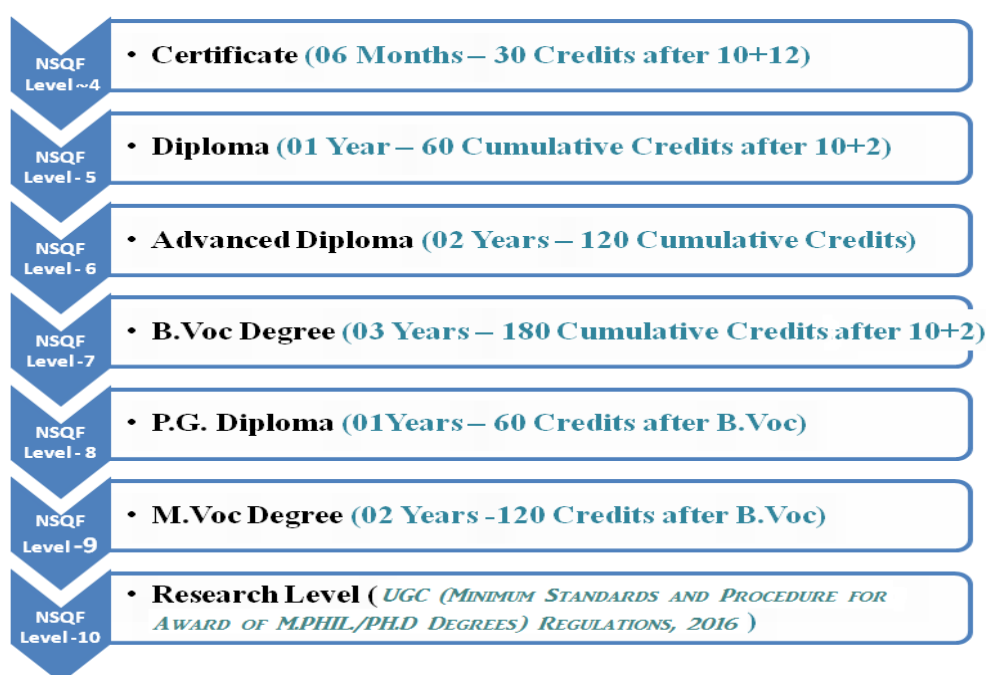 NSQF
Level ~4
• Certificate (06 Months – 30 Credits after 10+12)
NSQF
Level - 5
• Diploma (01 Year – 60 Cumulative Credits after 10+2)
NSQF
Level - 6
• Advanced Diploma (02 Years – 120 Cumulative Credits)
NSQF
Level -7
• B.Voc Degree (03 Years – 180 Cumulative Credits after 10+2)
NSQF
Level - 8
• P.G. Diploma (01Years – 60 Credits after B.Voc)
NSQF
Level -9
• M.Voc Degree (02 Years -120 Credits after B.Voc)
NSQF
Level -10
• Research Level ( UGC (MINIMUM STANDARDS AND PROCEDURE FOR
AWARD OF M.PHIL./PH.D DEGREES) REGULATIONS, 2016 )